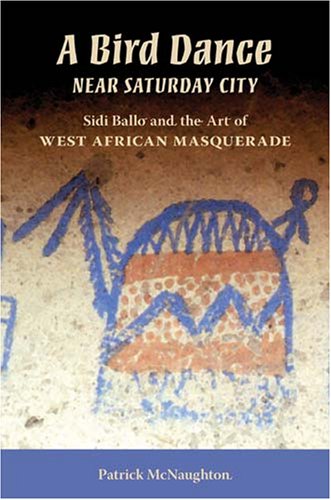 A BIRD DANCE
NEAR SATURDAY CITY
Sidi Ballo and the Art of
WEST AFRICAN MASQUERADE
Patrick McNaughton